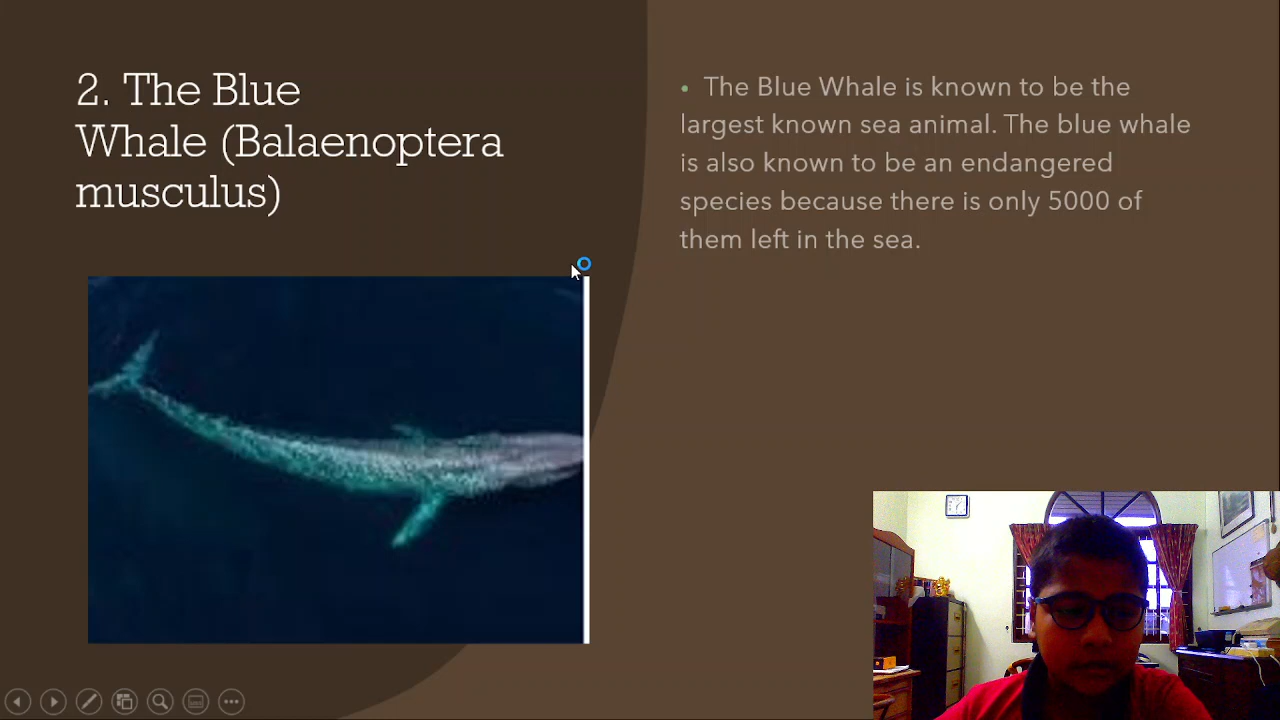 2. The Blue
Whale (Balaenoptera
musculus)
• The Blue Whale is known to be the
largest known sea animal. The blue whale
is also known to be an endangered
species because there is only 5000 of
them left in the sea.